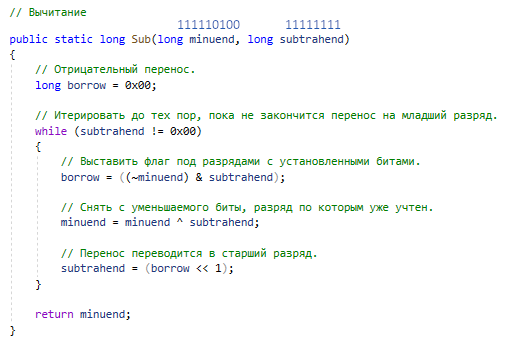 // Вычитание
111110100 11111111
public static long Sub(long minuend, long subtrahend)
{
// Отрицательный перенос.
long borrow = 0x00;
// Итерировать до тех пор, пока не закончится перенос на младший разряд.
while (subtrahend != 0x00)
{
// Выставить флаг под разрядами с установленными битами.
borrow = ((~minuend) & subtrahend);
// Снять с уменьшаемого биты, разряд по которым уже учтен.
minuend = minuend ^ subtrahend;
// Перенос переводится в старший разряд.
subtrahend = (borrow << 1);
}
return minuend;
}